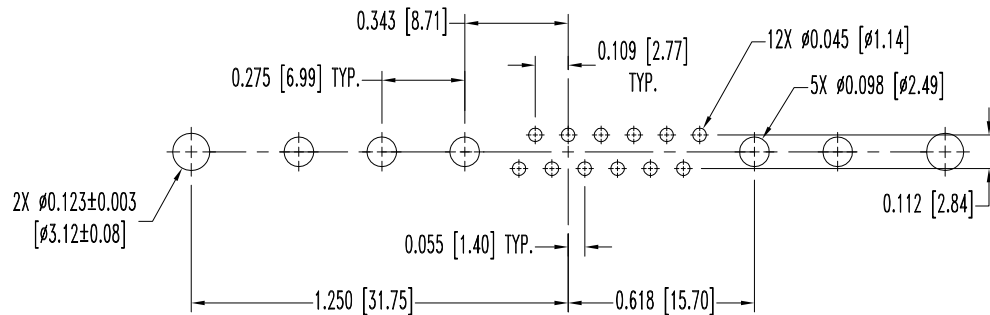 0.343 [8.71]
12X ø0.045 [ø1.14]
0.109 [2.77]
TYP.
0.275 [6.99] TYP.
5X ø0.098 [ø2.49]
2X ø0.123±0.003
[ø3.12±0.08]
0.112 [2.84]
0.055 [1.40] TYP.
1.250 [31.75]
0.618 [15.70]